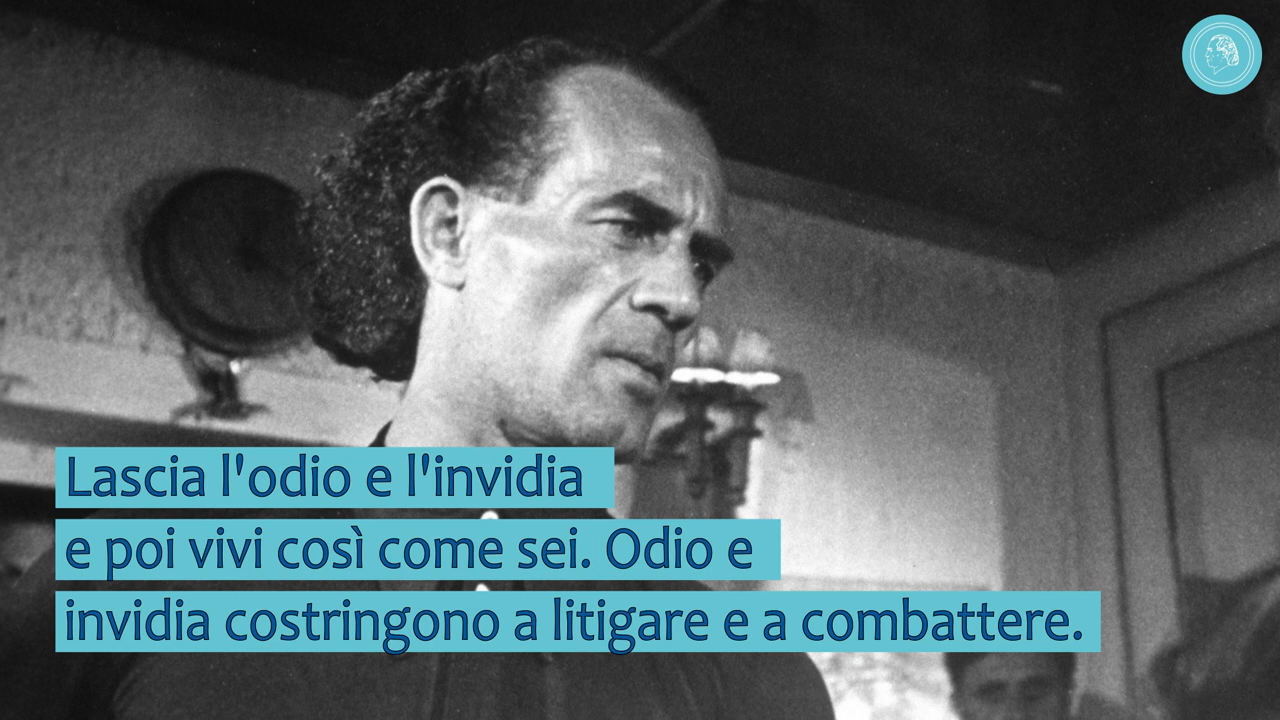 Lascia l'odio e l'invidia
e poi vivi così come sei. Odio e
invidia costringono a litigare e a combattere.